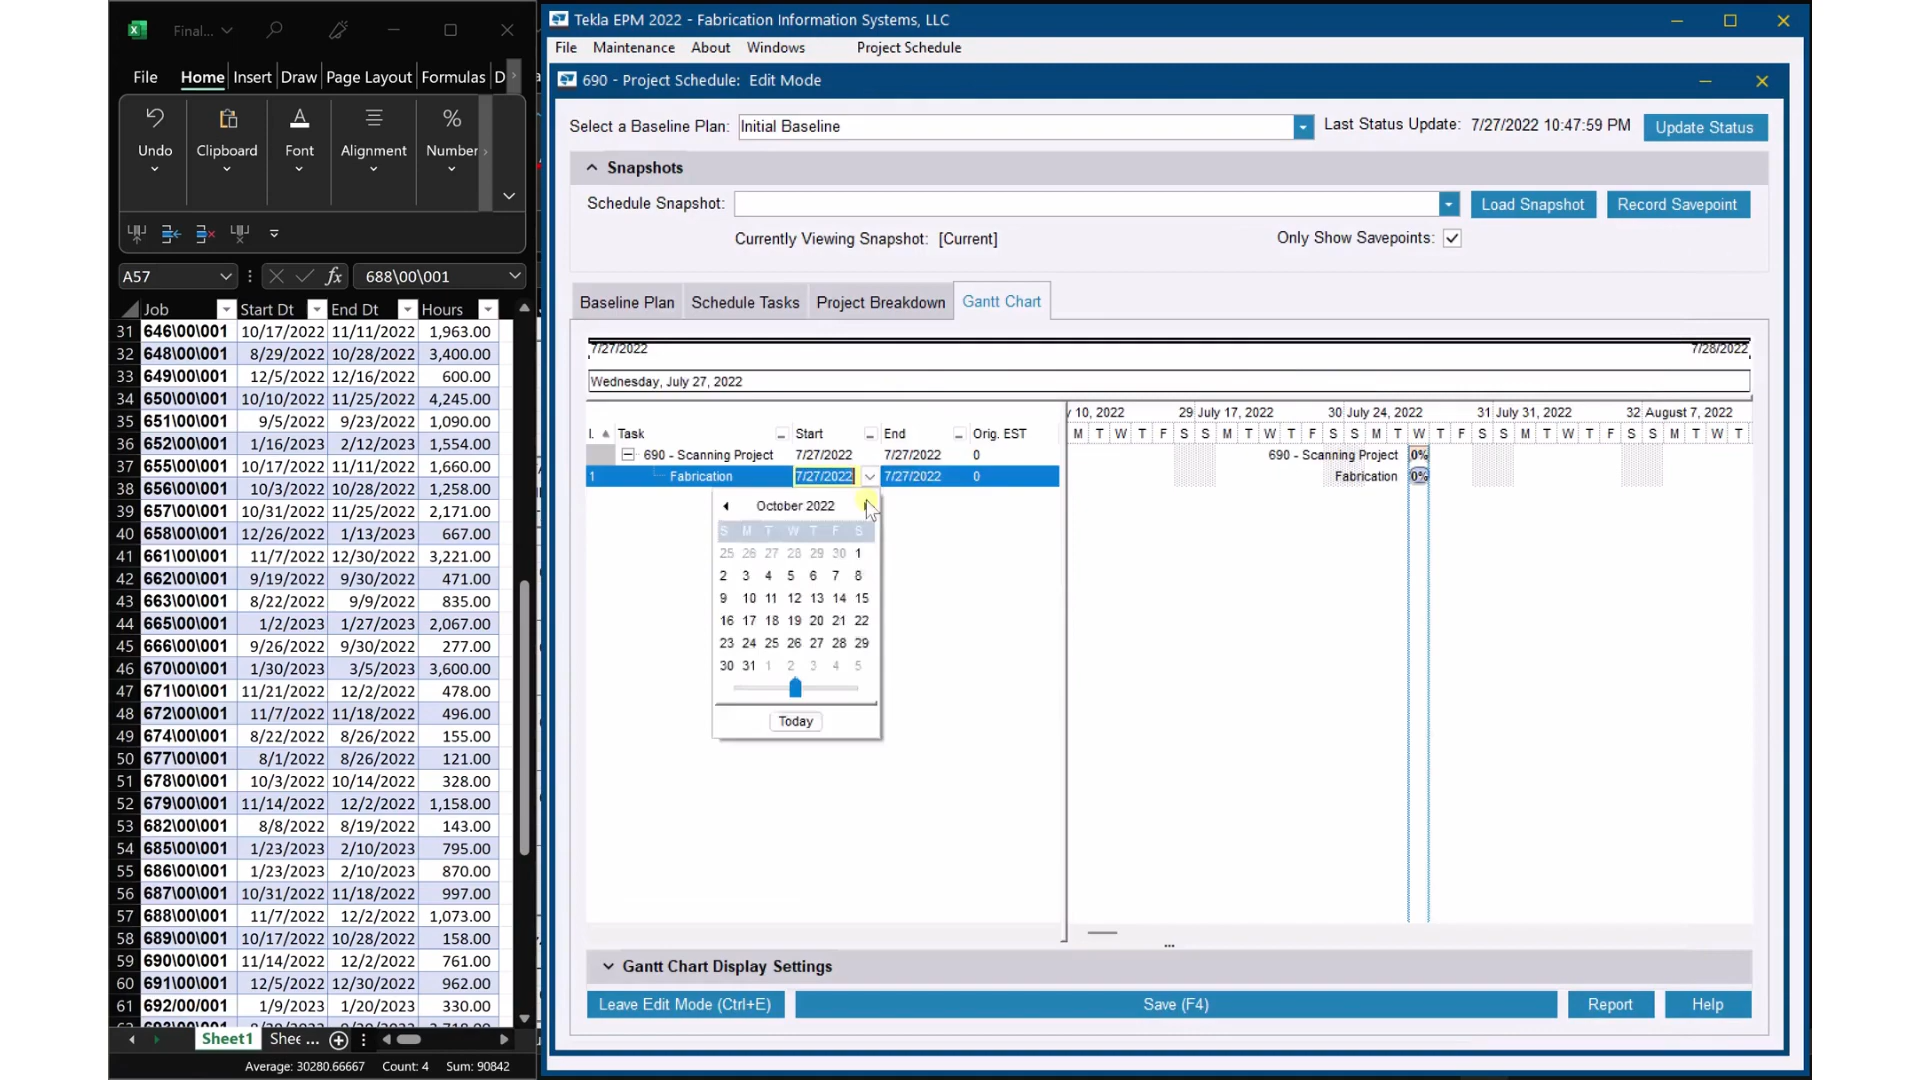 Final...
File Home Insert Draw Page Layout Formulas D
Undo Clipboard Font Alignment Number
A57 fx 688\00\001
Job Start Dt End Dt Hours
31 646\00\001 10/17/2022 11/11/2022 1,963.00
32 648\00\001 8/29/2022 10/28/2022 3,400.00
33 649\00\001 12/5/2022 12/16/2022 600.00
34 650\00\001 10/10/2022 11/25/2022 4,245.00
35 651\00\001 9/5/2022 9/23/2022 1,090.00
36 652\00\001 1/16/2023 2/12/2023 1,554.00
37 655\00\001 10/17/2022 11/11/2022 1,660.00
38 656\00\001 10/3/2022 10/28/2022 1,258.00
39 657\00\001 10/31/2022 11/25/2022 2,171.00
40 658\00\001 12/26/2022 1/13/2023 667.00
41 661\00\001 11/7/2022 12/30/2022 3,221.00
42 662\00\001 9/19/2022 9/30/2022 471.00
43 663\00\001 8/22/2022 9/9/2022 835.00
44 665\00\001 1/2/2023 1/27/2023 2,067.00
45 666\00\001 9/26/2022 9/30/2022 277.00
46 670\00\001 1/30/2023 3/5/2023 3,600.00
47 671\00\001 11/21/2022 12/2/2022 478.00
48 672\00\001 11/7/2022 11/18/2022 496.00
49 674\00\001 8/22/2022 8/26/2022 155.00
50 677\00\001 8/1/2022 8/26/2022 121.00
51 678\00\001 10/3/2022 10/14/2022 328.00
52 679\00\001 11/14/2022 12/2/2022 1,158.00
53 682\00\001 8/8/2022 8/19/2022 143.00
54 685\00\001 1/23/2023 2/10/2023 795.00
55 686\00\001 1/23/2023 2/10/2023 870.00
56 687\00\001 10/31/2022 11/18/2022 997.00
57 688\00\001 11/7/2022 12/2/2022 1,073.00
58 689\00\001 10/17/2022 10/28/2022 158.00
59 690\00\001 11/14/2022 12/2/2022 761.00
60 691\00\001 12/5/2022 12/30/2022 962.00
61 692/00/001 1/9/2023 1/20/2023 330.00
Sheet1 Shee ...
Average: 30280.66667 Count: 4 Sum: 90842
Tekla EPM 2022 - Fabrication Information Systems, LLC
File Maintenance About Windows Project Schedule
690 - Project Schedule: Edit Mode
Select a Baseline Plan: Initial Baseline Last Status Update: 7/27/2022 10:47:59 PM Update Status
Snapshots
Schedule Snapshot: Load Snapshot Record Savepoint
Currently Viewing Snapshot: [Current] Only Show Savepoints:
Baseline Plan Schedule Tasks Project Breakdown Gantt Chart
7/27/2022 7/28/2022
Wednesday, July 27, 2022
y 10, 2022 29 July 17, 2022 30 July 24, 2022 31 July 31, 2022 32 August 7, 2022
I. Task Start End Orig. EST M T W T F S S M T W T F S S M T W T F S S M T W T F S S M T W T
690 - Scanning Project 7/27/2022 7/27/2022 0 690 - Scanning Project 0%
1 Fabrication 7/27/2022 7/27/2022 0 Fabrication 0%
October 2022
S M T W T F S
25 26 27 28 29 30 1
2 3 4 5 6 7 8
9 10 11 12 13 14 15
16 17 18 19 20 21 22
23 24 25 26 27 28 29
30 31 1 2 3 4 5
Today
...
Gantt Chart Display Settings
Leave Edit Mode (Ctrl+E) Save (F4) Report Help